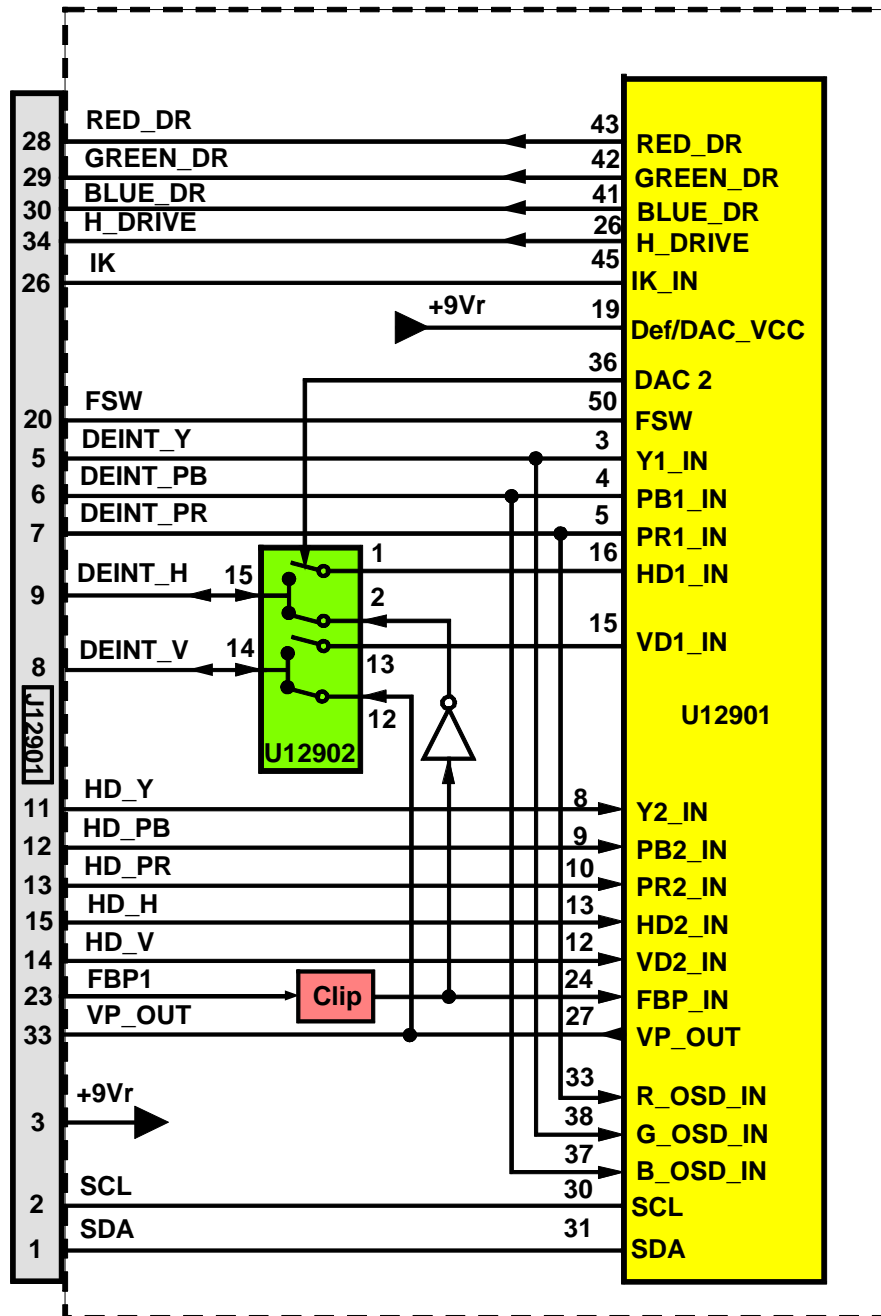 RED_DR 43
28 RED_DR
GREEN_DR 42
29 GREEN_DR
BLUE_DR 41
30 BLUE_DR
H_DRIVE 26
34 H_DRIVE
IK 45
26 IK_IN
+9Vr 19
Def/DAC_VCC
36
DAC 2
FSW 50
20 FSW
DEINT_Y 3
5 Y1_IN
DEINT_PB 4
6 PB1_IN
DEINT_PR 5
7 PR1_IN
1 16
DEINT_H 15 HD1_IN
9 2
15
DEINT_V 14 VD1_IN
8 13
12
J12901
U12901
U12902
HD_Y 8
11 Y2_IN
HD_PB 9
12 PB2_IN
HD_PR 10
13 PR2_IN
HD_H 13
15 HD2_IN
HD_V 12
14 VD2_IN
FBP1 24
23 Clip FBP_IN
VP_OUT 27
33 VP_OUT
33
+9Vr R_OSD_IN
3 38
G_OSD_IN
37
B_OSD_IN
SCL 30
2 SCL
SDA 31
1 SDA